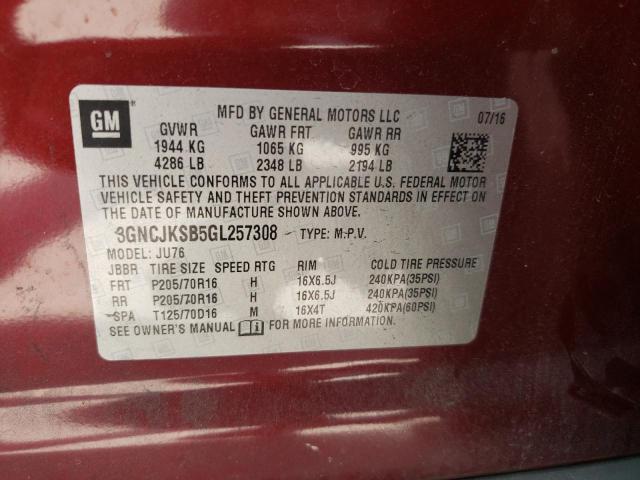 GM
MFD BY GENERAL MOTORS LLC 07/16
GVWR GAWR FRT GAWR RR
1944 KG 1065 KG 995 KG
4286 LB 2348 LB 2194 LB
THIS VEHICLE CONFORMS TO ALL APPLICABLE U.S. FEDERAL MOTOR
VEHICLE SAFETY AND THEFT PREVENTION STANDARDS IN EFFECT ON
THE DATE OF MANUFACTURE SHOWN ABOVE.
3GNCJKSB5GL257308 TYPE: M.P.V.
MODEL: JU76
JBBR TIRE SIZE SPEED RTG RIM COLD TIRE PRESSURE
FRT P205/70R16 H 16X6.5J 240KPA(35PSI)
RR P205/70R16 H 16X6.5J 240KPA(35PSI)
SPA T125/70D16 M 16X4T 420KPA(60PSI)
SEE OWNER'S MANUAL FOR MORE INFORMATION.